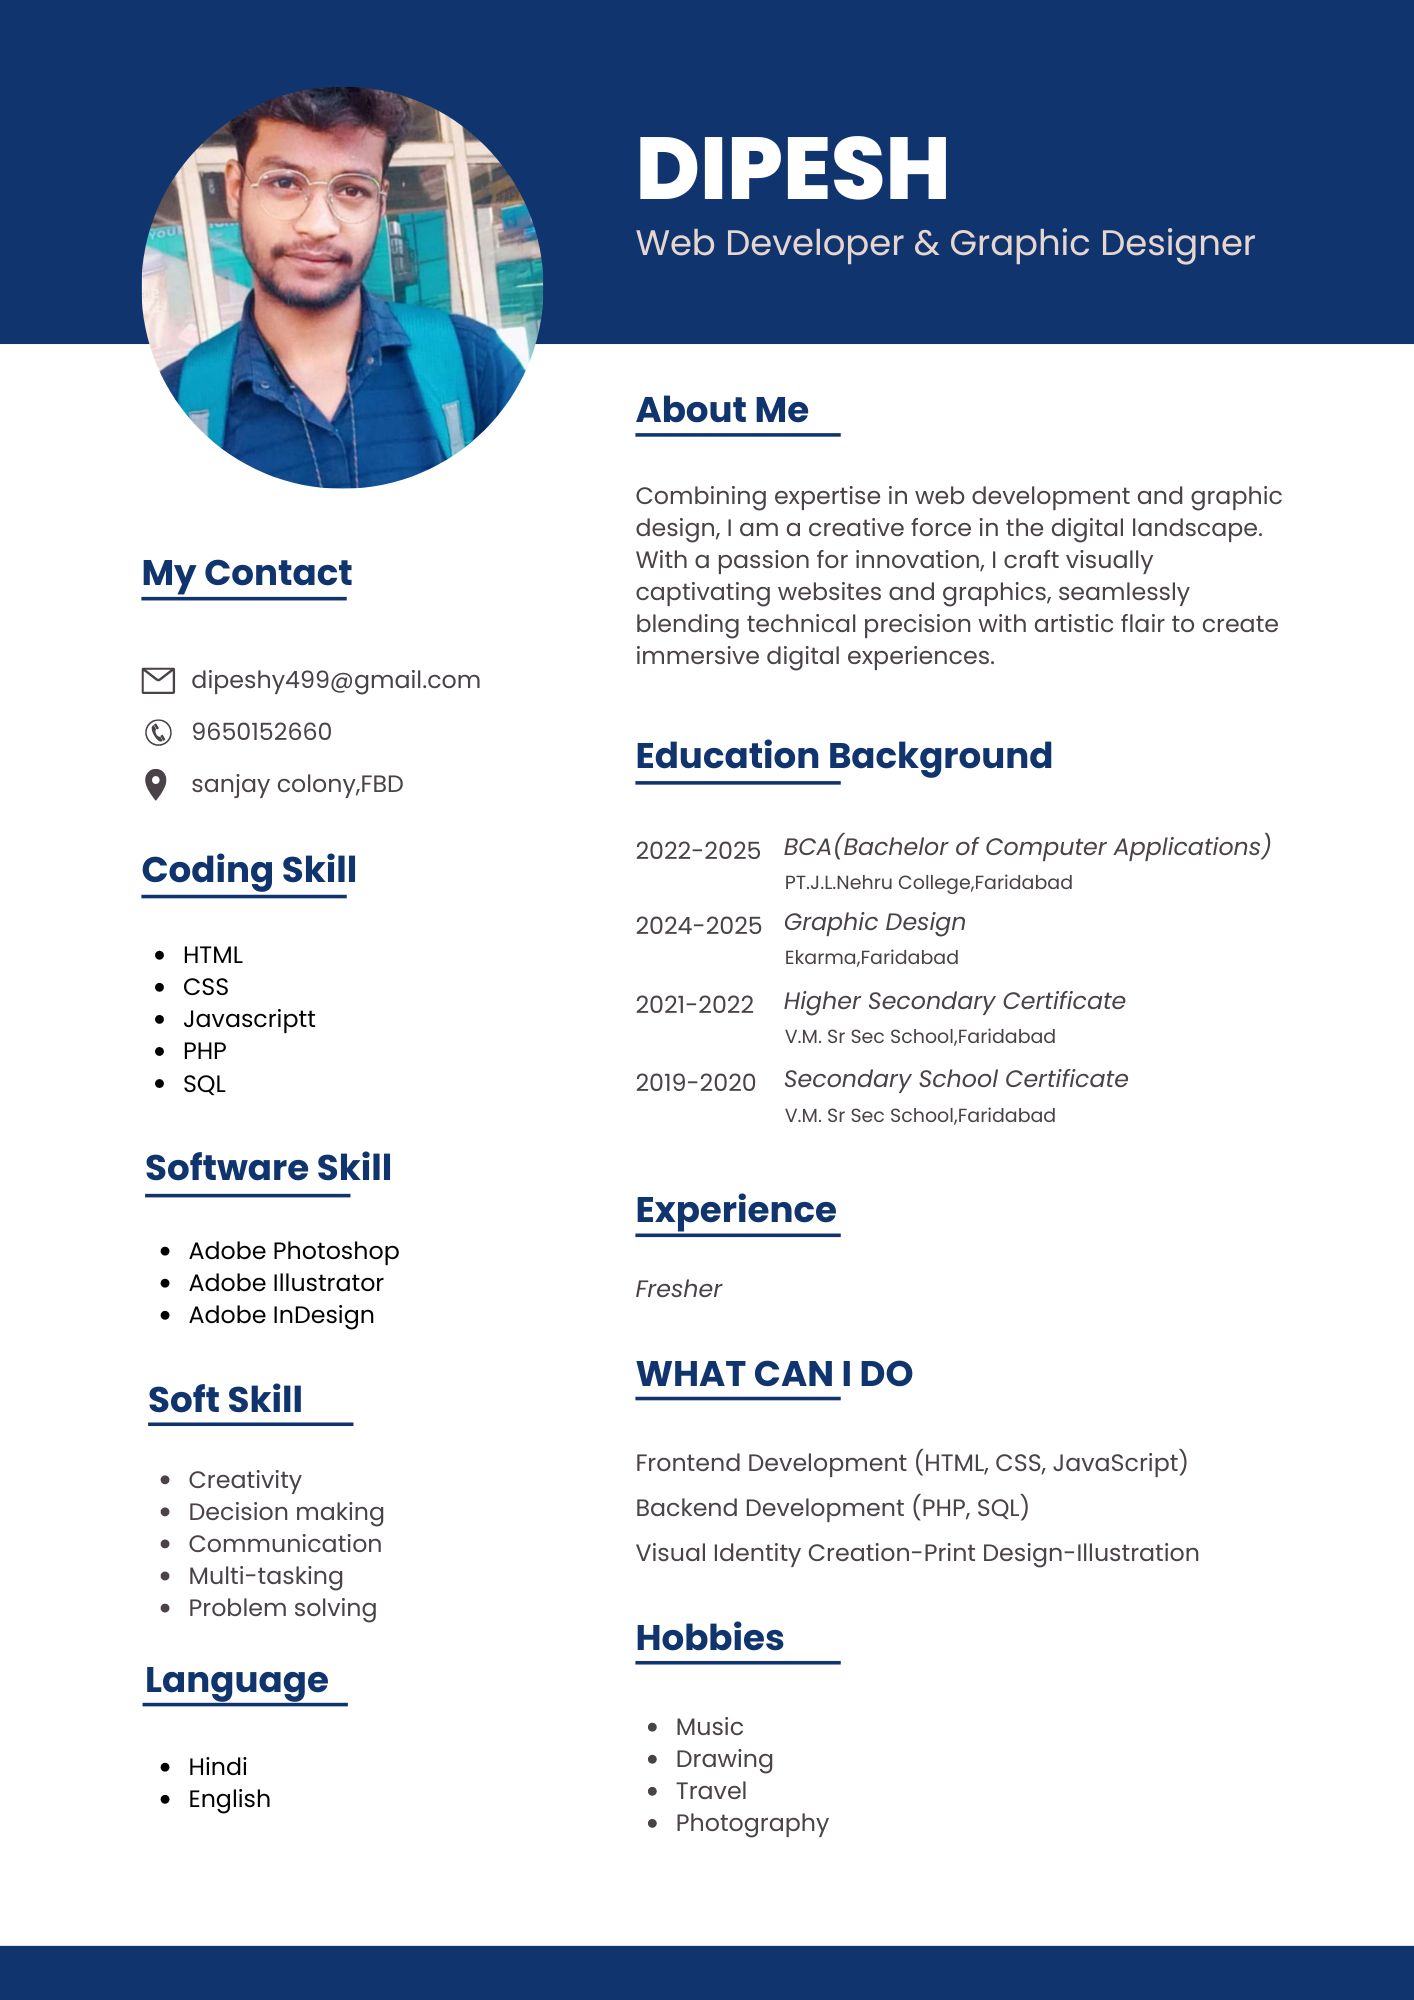 DIPESH
Web Developer & Graphic Designer
My Contact
dipeshy499@gmail.com
9650152660
sanjay colony,FBD
Coding Skill
HTML
CSS
Javascriptt
PHP
SQL
Software Skill
Adobe Photoshop
Adobe Illustrator
Adobe InDesign
Soft Skill
Creativity
Decision making
Communication
Multi-tasking
Problem solving
Language
Hindi
English
About Me
Combining expertise in web development and graphic
design, I am a creative force in the digital landscape.
With a passion for innovation, I craft visually
captivating websites and graphics, seamlessly
blending technical precision with artistic flair to create
immersive digital experiences.
Education Background
2022-2025 BCA(Bachelor of Computer Applications)
PT.J.L.Nehru College,Faridabad
2024-2025 Graphic Design
Ekarma,Faridabad
2021-2022 Higher Secondary Certificate
V.M. Sr Sec School,Faridabad
2019-2020 Secondary School Certificate
V.M. Sr Sec School,Faridabad
Experience
Fresher
WHAT CAN I DO
Frontend Development (HTML, CSS, JavaScript)
Backend Development (PHP, SQL)
Visual Identity Creation-Print Design-Illustration
Hobbies
Music
Drawing
Travel
Photography